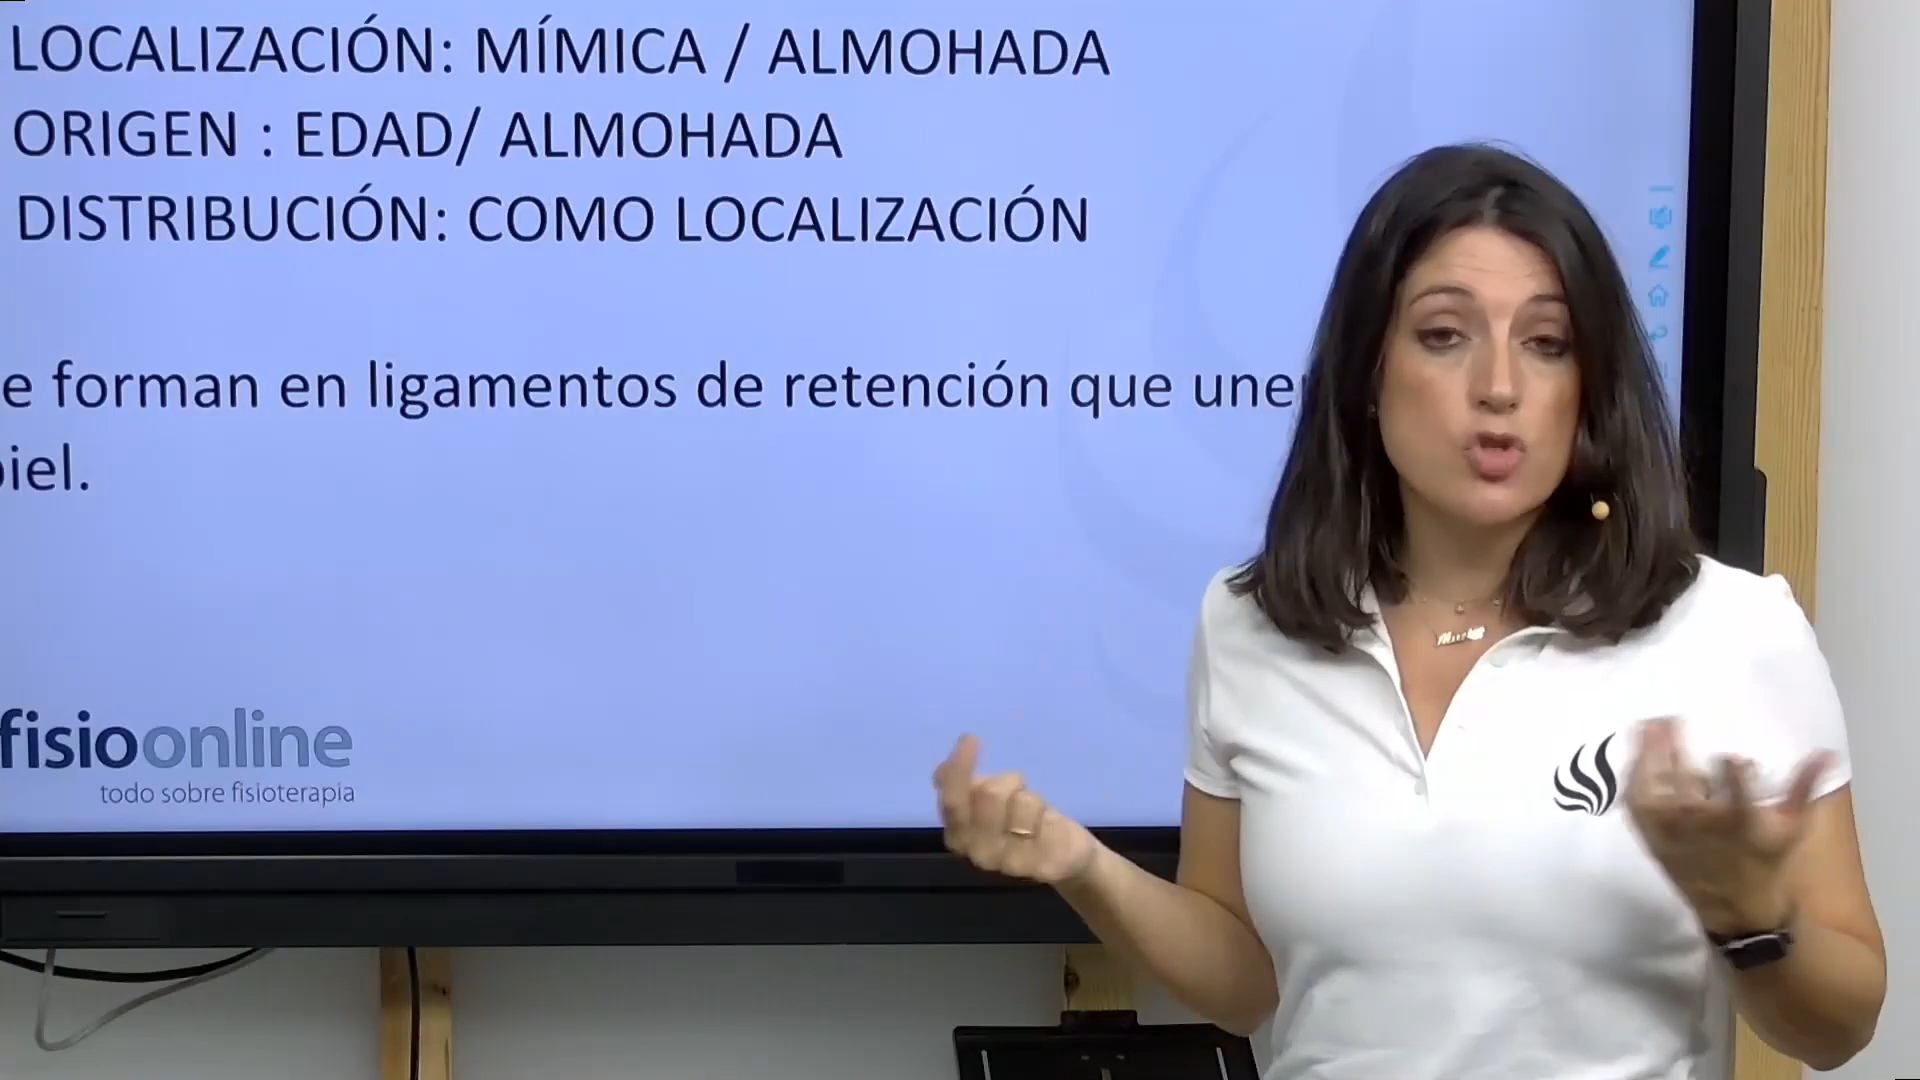 LOCALIZACIÓN: MÍMICA / ALMOHADA
ORIGEN : EDAD/ ALMOHADA
DISTRIBUCIÓN: COMO LOCALIZACIÓN
e forman en ligamentos de retención que une
piel.
fisioonline
todo sobre fisioterapia